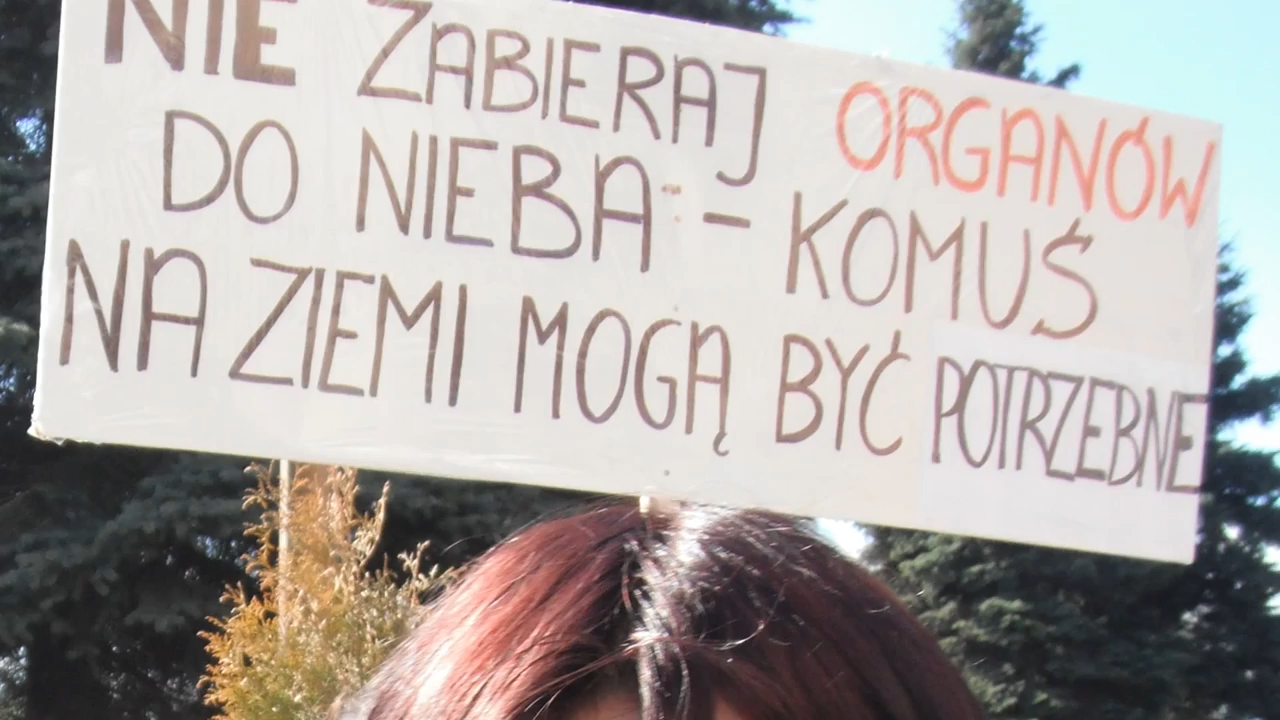 NIE ZABIERAJ ORGANÓW
DO NIEBA - KOMUŚ
NA ZIEMI MOGĄ BYĆ POTRZEBNE